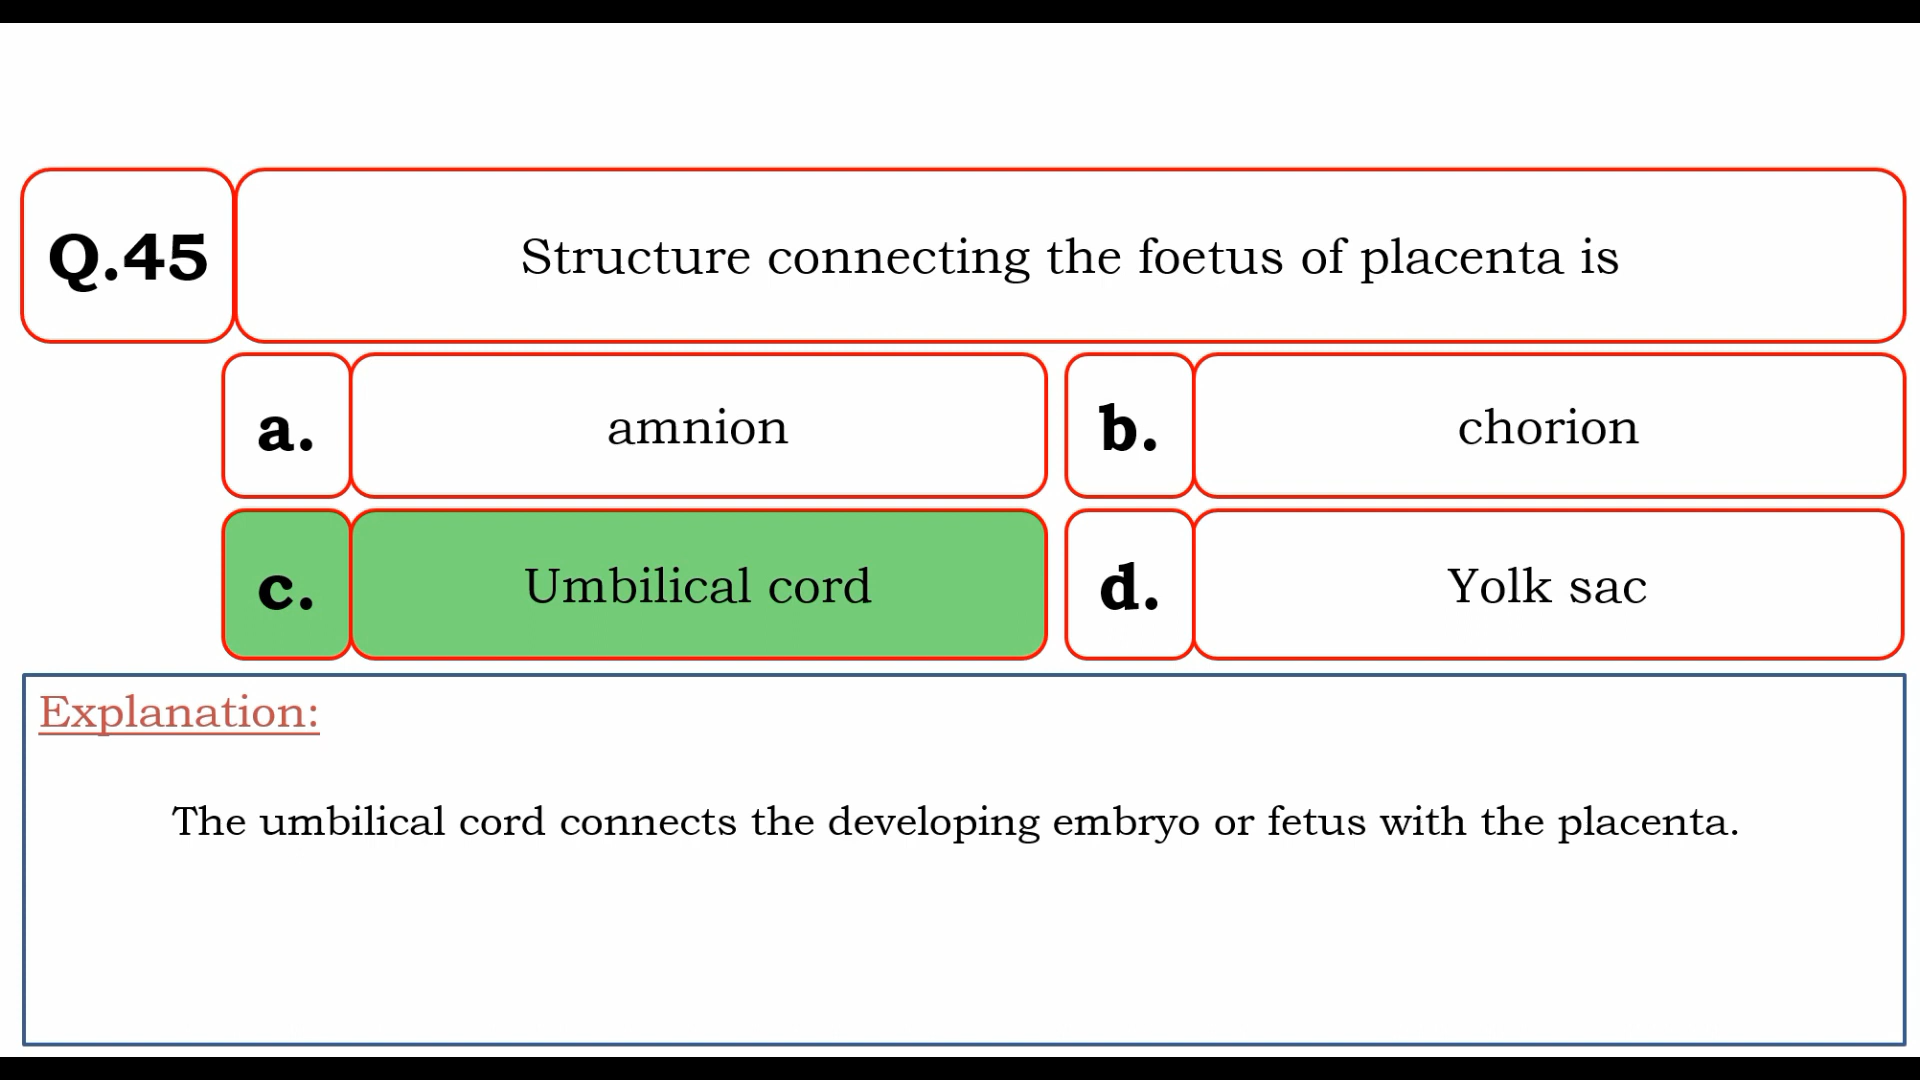 Q.45 Structure connecting the foetus of placenta is
a. amnion b. chorion
c. Umbilical cord d. Yolk sac
Explanation:
The umbilical cord connects the developing embryo or fetus with the placenta.